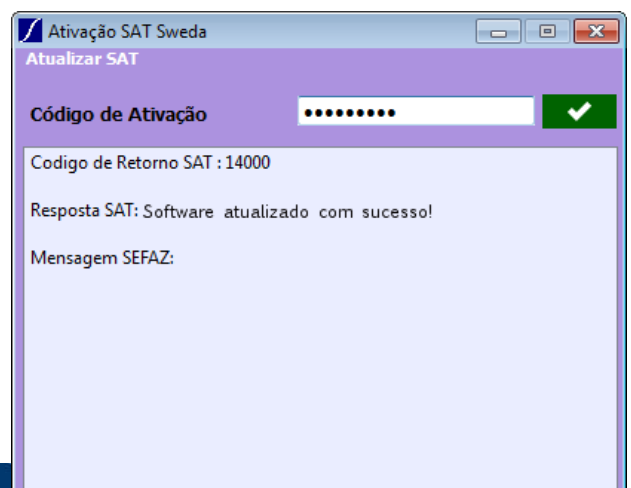 Ativação SAT Sweda
Atualizar SAT
Código de Ativação
Codigo de Retorno SAT : 14000
Resposta SAT: Software atualizado com sucesso!
Mensagem SEFAZ: